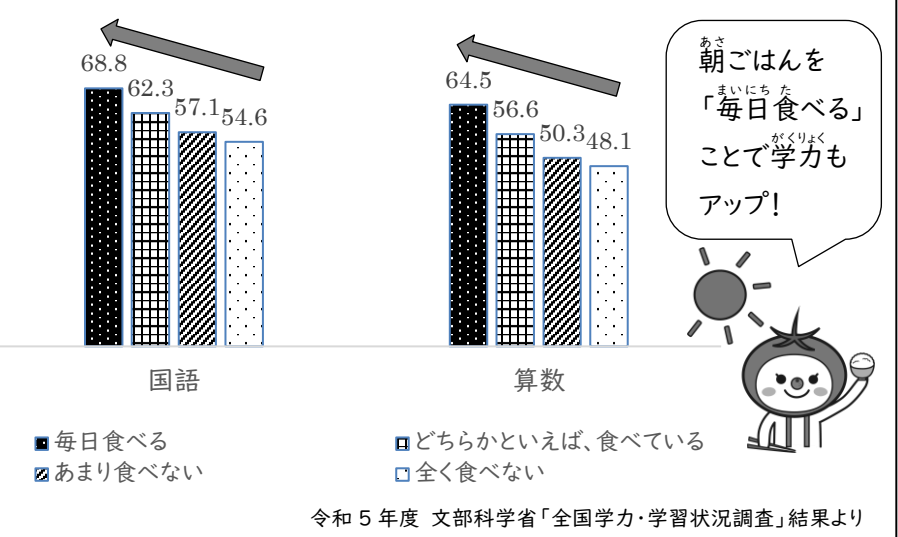 68.8
62.3
57.1
54.6
64.5
56.6
50.3
48.1
国語
算数
毎日食べる
どちらかといえば、食べている
あまり食べない
全く食べない
朝ごはんを
あさ
「毎日食べる」
まいにち た
ことで学力も
がくりょく
アップ!
令和5年度 文部科学省「全国学力・学習状況調査」結果より